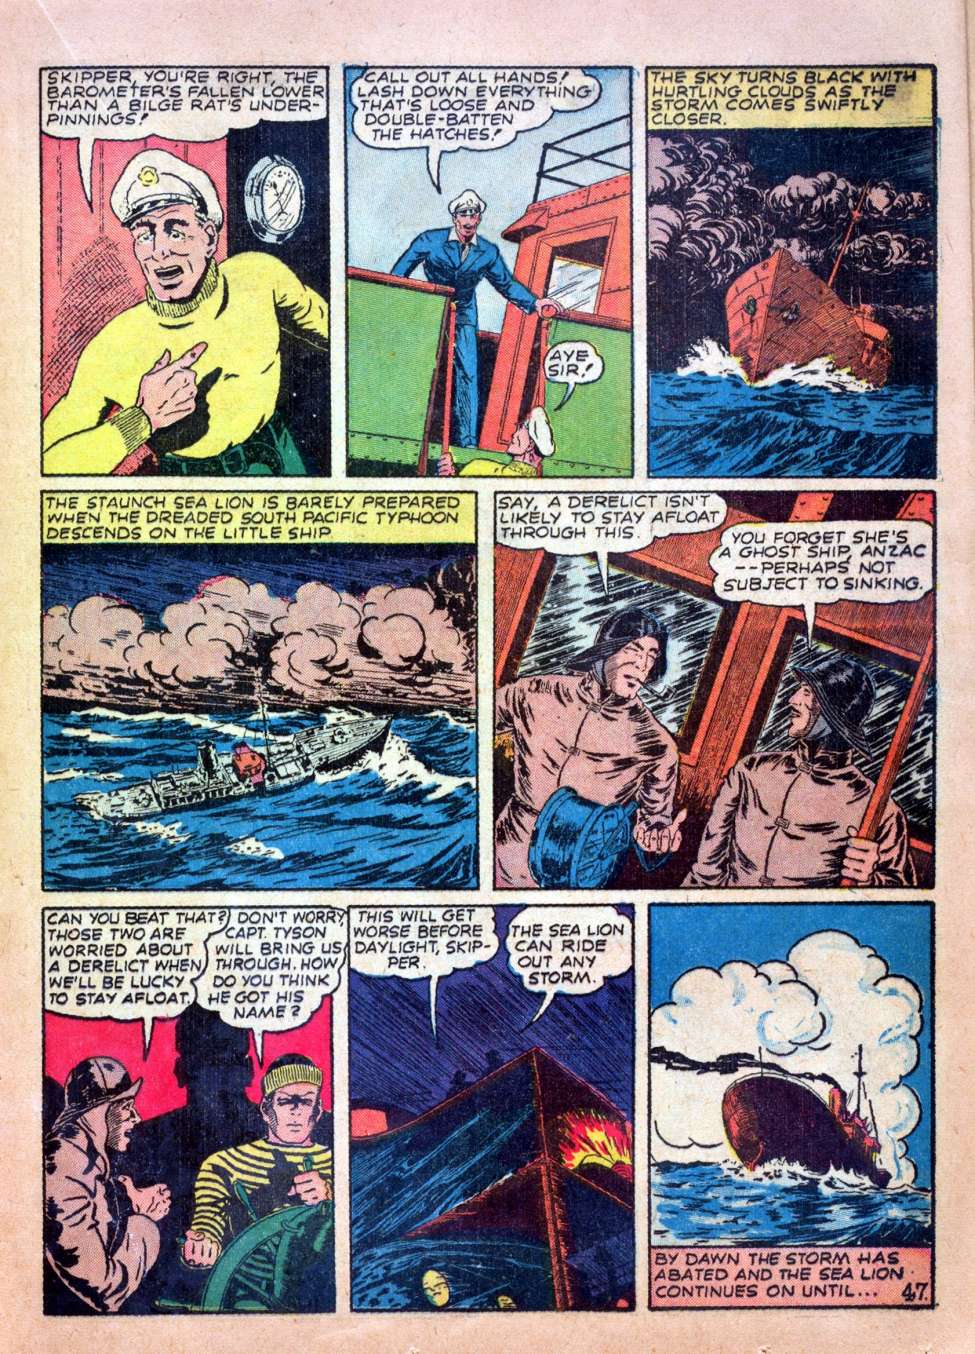 SKIPPER, YOU'RE RIGHT, THE
BAROMETER'S FALLEN LOWER
THAN A BILGE RAT'S UNDER-
PINNINGS!
CALL OUT ALL HANDS!
LASH DOWN EVERYTHING
THAT'S LOOSE AND
DOUBLE-BATTEN
THE HATCHES!
AYE
SIR!
THE SKY TURNS BLACK WITH
HURTLING CLOUDS AS THE
STORM COMES SWIFTLY
CLOSER.
THE STAUNCH SEA LION IS BARELY PREPARED
WHEN THE DREADED SOUTH PACIFIC TYPHOON
DESCENDS ON THE LITTLE SHIP
SAY, A DERELICT ISN'T
LIKELY TO STAY AFLOAT
THROUGH THIS.
YOU FORGET SHE'S
A GHOST SHIP, ANZAC
--PERHAPS NOT
SUBJECT TO SINKING.
CAN YOU BEAT THAT?
THOSE TWO ARE
WORRIED ABOUT
A DERELICT WHEN
WE'LL BE LUCKY
TO STAY AFLOAT.
DON'T WORRY,
CAPT. TYSON
WILL BRING US
THROUGH. HOW
DO YOU THINK
HE GOT HIS
NAME?
THIS WILL GET
WORSE BEFORE
DAYLIGHT, SKIP-
PER.
THE SEA LION
CAN RIDE
OUT ANY
STORM.
BY DAWN THE STORM HAS
ABATED AND THE SEA LION
CONTINUES ON UNTIL...
47.